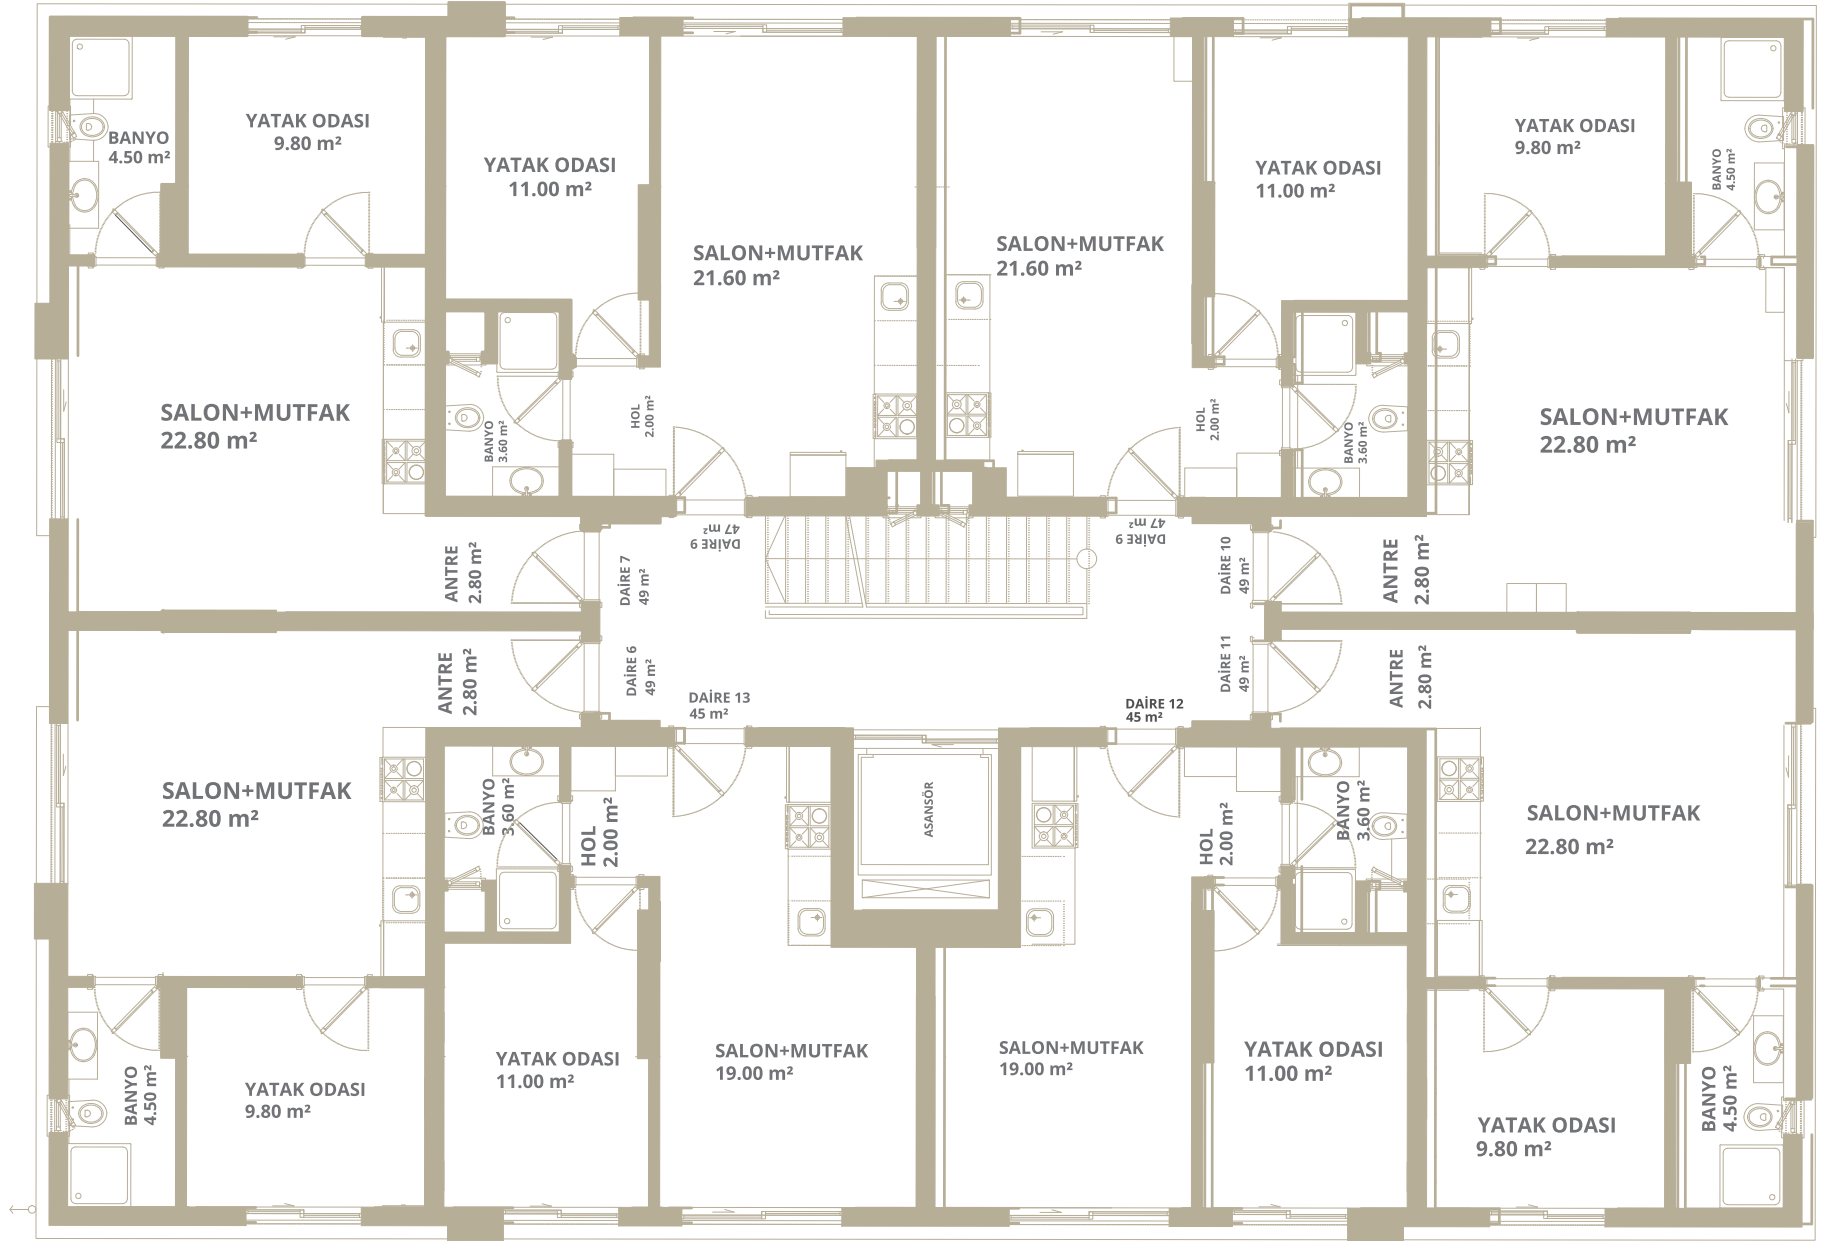 BANYO
4.50 m²
YATAK ODASI
9.80 m²
YATAK ODASI
11.00 m²
SALON+MUTFAK
21.60 m²
SALON+MUTFAK
21.60 m²
YATAK ODASI
11.00 m²
YATAK ODASI
9.80 m²
BANYO
4.50 m²
SALON+MUTFAK
22.80 m²
BANYO
3.60 m²
HOL
2.00 m²
HOL
2.00 m²
BANYO
3.60 m²
SALON+MUTFAK
22.80 m²
ANTRE
2.80 m²
DAİRE 7
49 m²
DAİRE 9
47 m²
DAİRE 9
47 m²
DAİRE 10
49 m²
ANTRE
2.80 m²
ANTRE
2.80 m²
DAİRE 6
49 m²
DAİRE 13
45 m²
DAİRE 12
45 m²
DAİRE 11
49 m²
ANTRE
2.80 m²
SALON+MUTFAK
22.80 m²
BANYO
3.60 m²
HOL
2.00 m²
ASANSÖR
HOL
2.00 m²
BANYO
3.60 m²
SALON+MUTFAK
22.80 m²
BANYO
4.50 m²
YATAK ODASI
9.80 m²
YATAK ODASI
11.00 m²
SALON+MUTFAK
19.00 m²
SALON+MUTFAK
19.00 m²
YATAK ODASI
11.00 m²
YATAK ODASI
9.80 m²
BANYO
4.50 m²